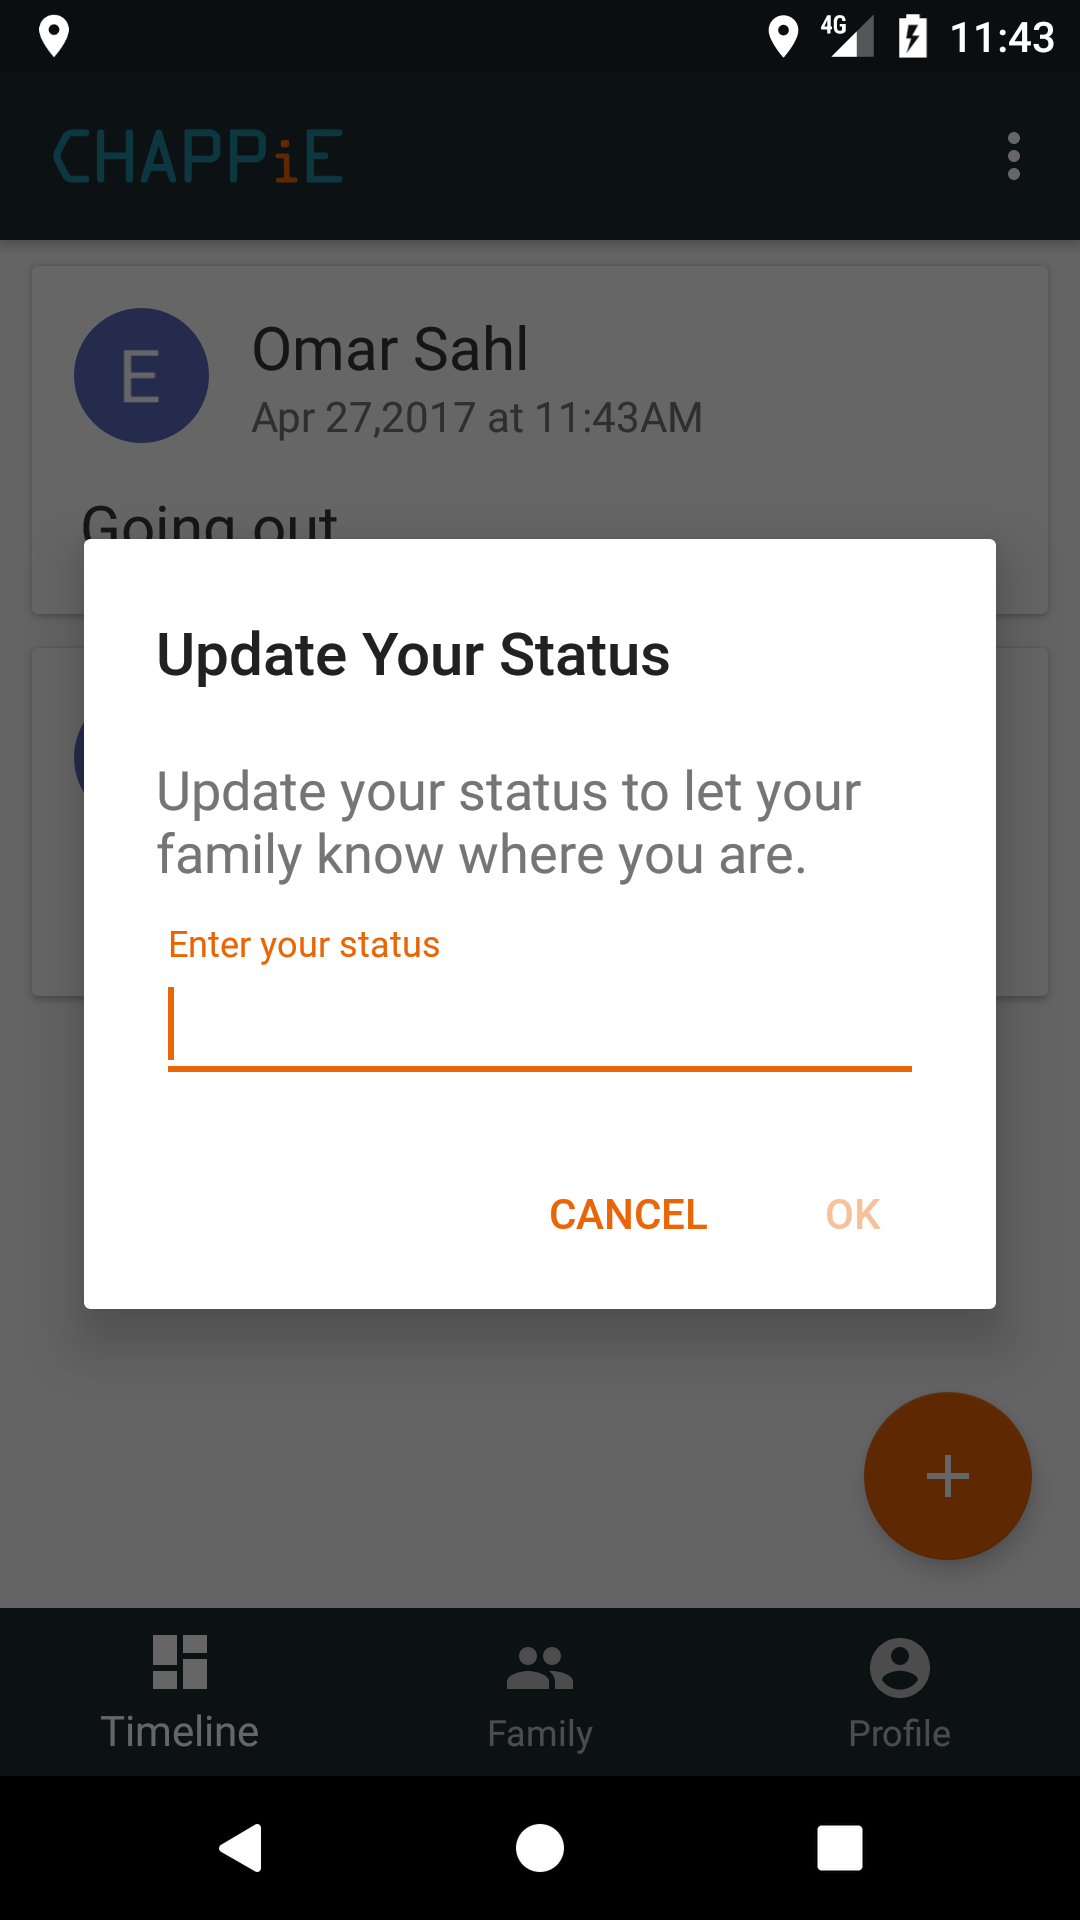 4G 11:43
CHAPPiE
E
Omar Sahl
Apr 27,2017 at 11:43AM
Going out
Update Your Status
Update your status to let your
family know where you are.
Enter your status
CANCEL OK
Timeline Family Profile